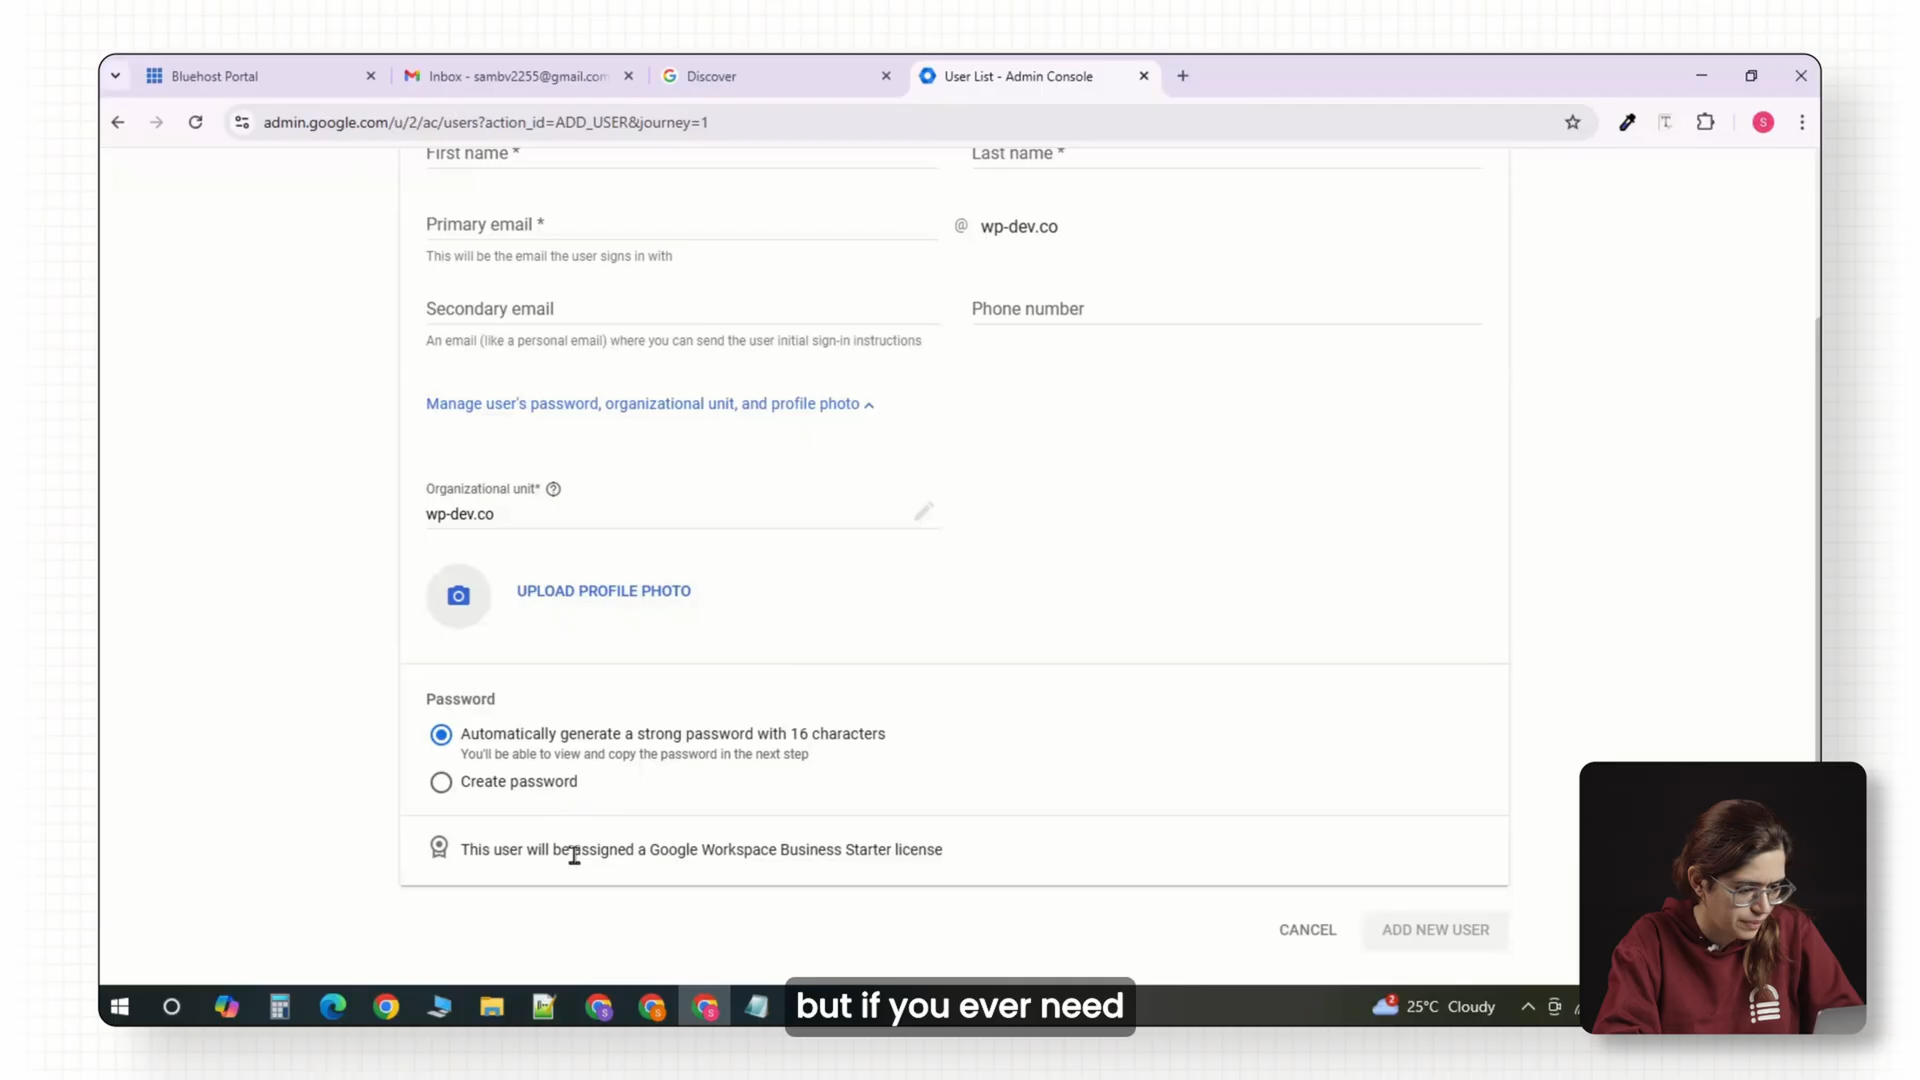 Bluehost Portal
Inbox - sambv2255@gmail.com
Discover
User List - Admin Console
admin.google.com/u/2/ac/users?action_id=ADD_USER&journey=1
S
First name *
Last name *
Primary email *
@ wp-dev.co
This will be the email the user signs in with
Secondary email
Phone number
An email (like a personal email) where you can send the user initial sign-in instructions
Manage user's password, organizational unit, and profile photo
Organizational unit*
wp-dev.co
UPLOAD PROFILE PHOTO
Password
Automatically generate a strong password with 16 characters
You'll be able to view and copy the password in the next step
Create password
This user will be assigned a Google Workspace Business Starter license
CANCEL
ADD NEW USER
but if you ever need
2
25°C Cloudy